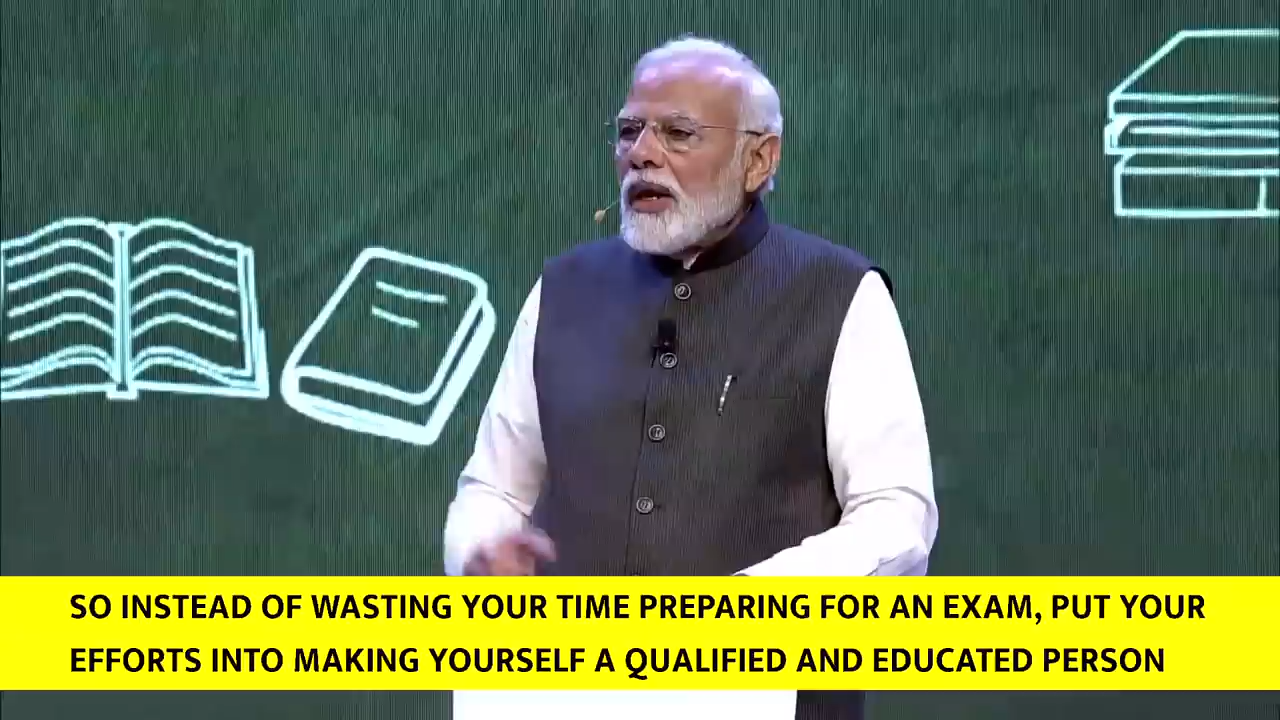 SO INSTEAD OF WASTING YOUR TIME PREPARING FOR AN EXAM, PUT YOUR
EFFORTS INTO MAKING YOURSELF A QUALIFIED AND EDUCATED PERSON